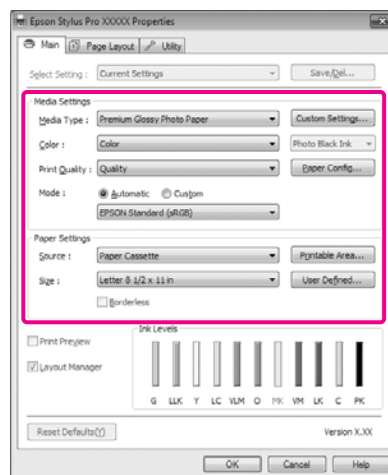 Epson Stylus Pro XXXXX Properties
Main Page Layout Utility
Select Setting : Current Settings Save/Del...
Media Settings
Media Type : Premium Glossy Photo Paper Custom Settings...
Color : Color Photo Black Ink
Print Quality : Quality Paper Config...
Mode : Automatic Custom
EPSON Standard (sRGB)
Paper Settings
Source : Paper Cassette Printable Area...
Size : Letter 8 1/2 x 11 in User Defined...
Borderless
Print Preview
Layout Manager
Ink Levels
G LLK Y LC VLM O MK VM LK C PK
Reset Defaults(Y) Version X.XX
OK Cancel Help